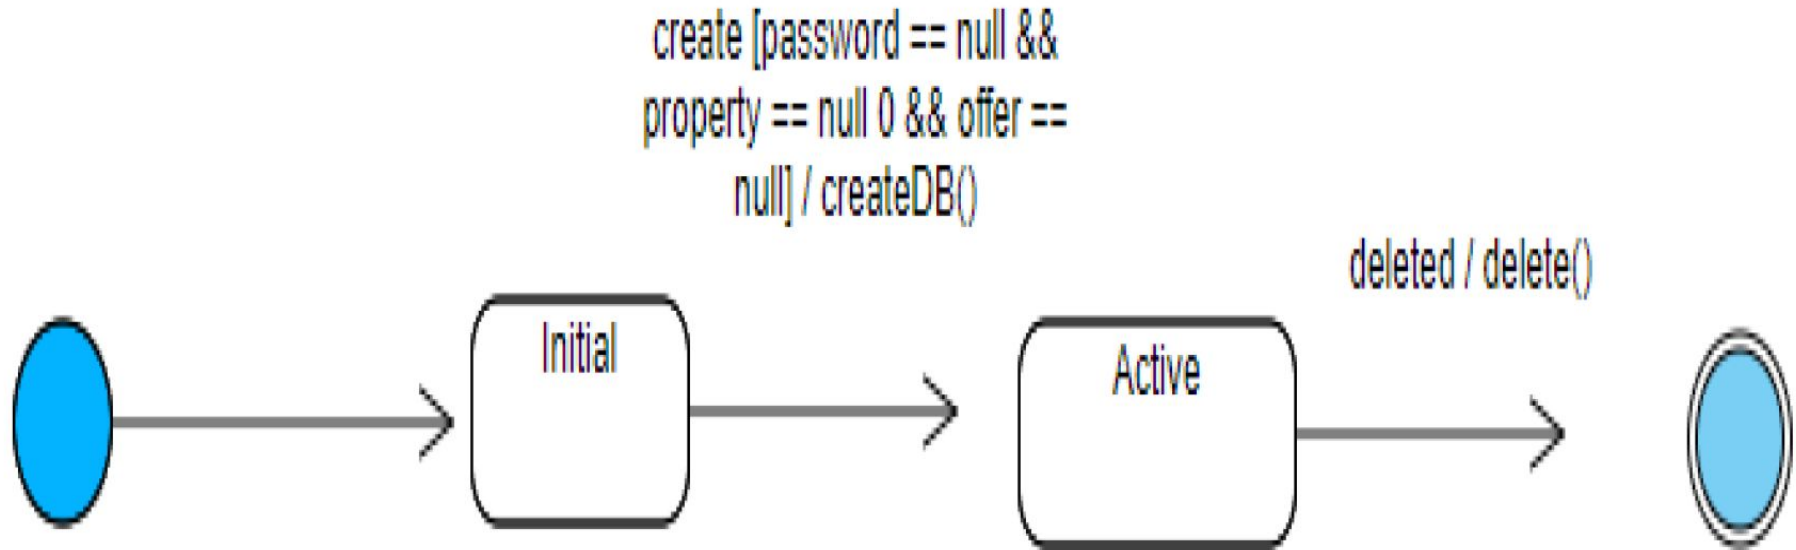 create [password == null &&
property == null 0 && offer ==
null] / createDB()
deleted / delete()
Initial
Active